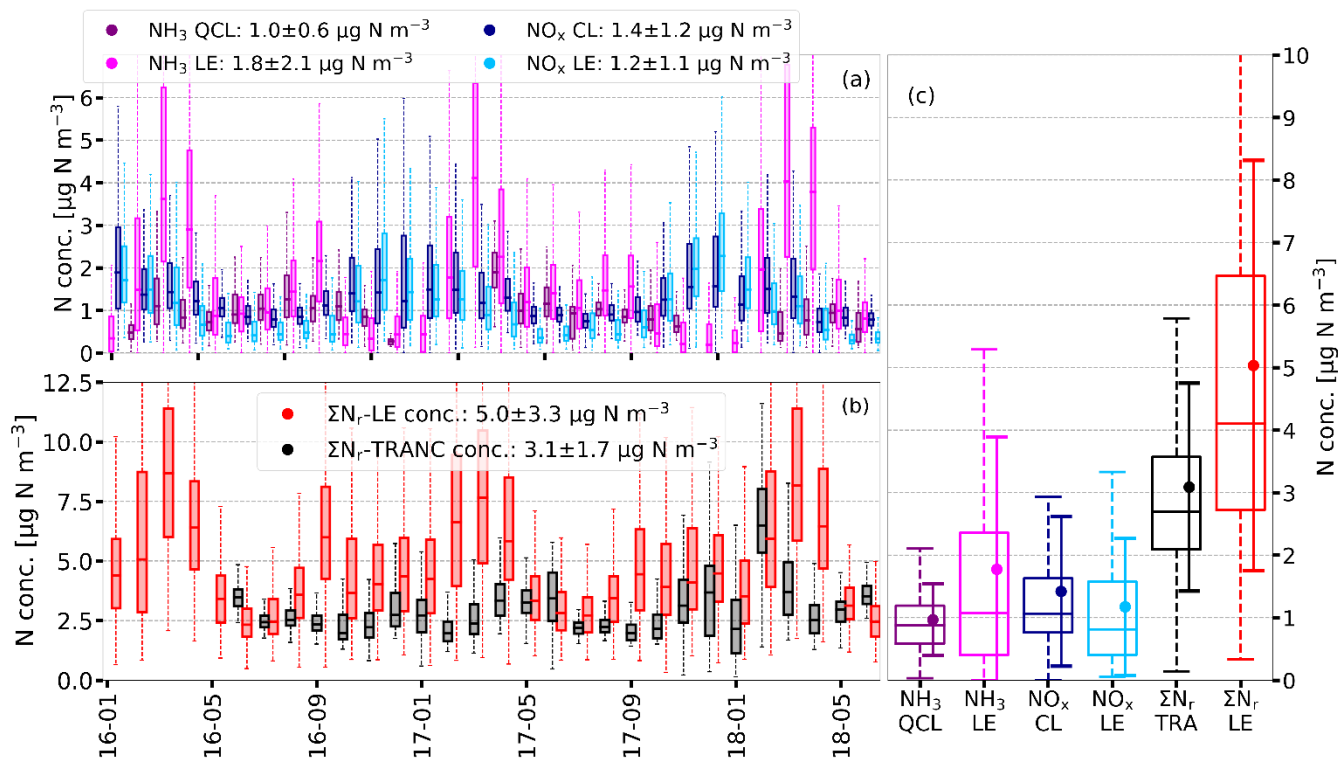 NH₃ QCL: 1.0±0.6 µg N m⁻³
NH₃ LE: 1.8±2.1 µg N m⁻³
NOₓ CL: 1.4±1.2 µg N m⁻³
NOₓ LE: 1.2±1.1 µg N m⁻³
(a)
N conc. [µg N m⁻³]
6
5
4
3
2
1
0
(b)
ΣNᵣ-LE conc.: 5.0±3.3 µg N m⁻³
ΣNᵣ-TRANC conc.: 3.1±1.7 µg N m⁻³
N conc. [µg N m⁻³]
12.5
10.0
7.5
5.0
2.5
0.0
16-01
16-05
16-09
17-01
17-05
17-09
18-01
18-05
(c)
10
9
8
7
6
5
4
3
2
1
0
N conc. [µg N m⁻³]
NH₃ NH₃ NOₓ NOₓ ΣNᵣ ΣNᵣ
QCL LE CL LE TRA LE